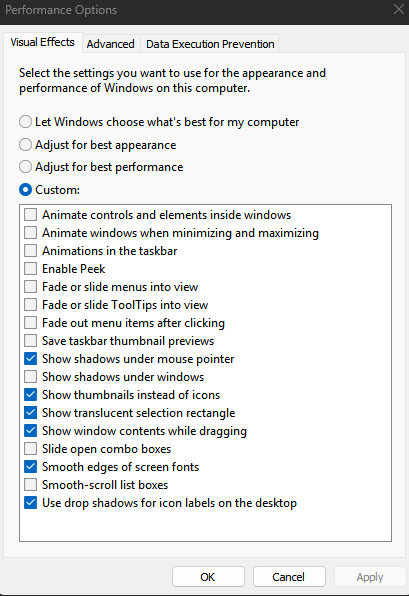 Performance Options
Visual Effects Advanced Data Execution Prevention
Select the settings you want to use for the appearance and
performance of Windows on this computer.
Let Windows choose what's best for my computer
Adjust for best appearance
Adjust for best performance
Custom:
Animate controls and elements inside windows
Animate windows when minimizing and maximizing
Animations in the taskbar
Enable Peek
Fade or slide menus into view
Fade or slide ToolTips into view
Fade out menu items after clicking
Save taskbar thumbnail previews
Show shadows under mouse pointer
Show shadows under windows
Show thumbnails instead of icons
Show translucent selection rectangle
Show window contents while dragging
Slide open combo boxes
Smooth edges of screen fonts
Smooth-scroll list boxes
Use drop shadows for icon labels on the desktop
OK Cancel Apply